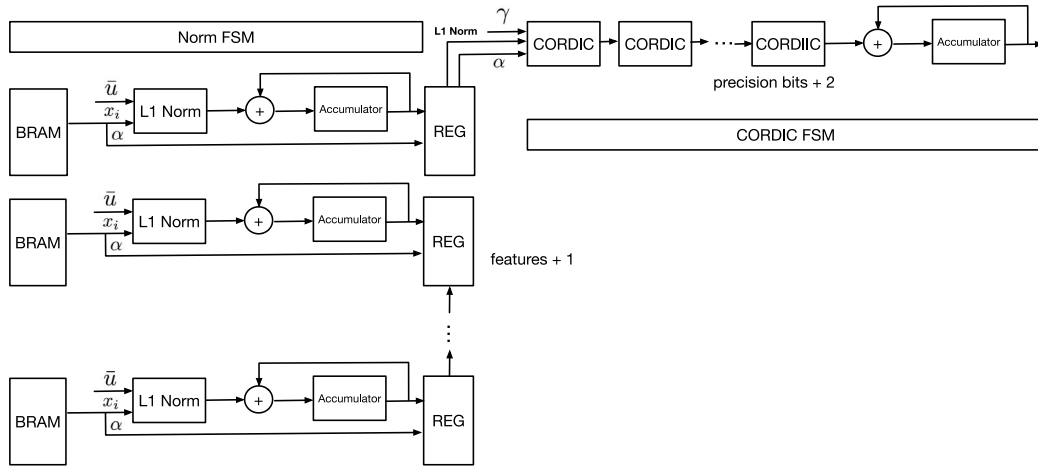 Norm FSM
L1 Norm
γ
α
CORDIC
CORDIC
...
CORDIIC
+
Accumulator
precision bits + 2
CORDIC FSM
BRAM
ū
x_i
α
L1 Norm
+
Accumulator
REG
BRAM
ū
x_i
α
L1 Norm
+
Accumulator
REG
features + 1
...
BRAM
ū
x_i
α
L1 Norm
+
Accumulator
REG